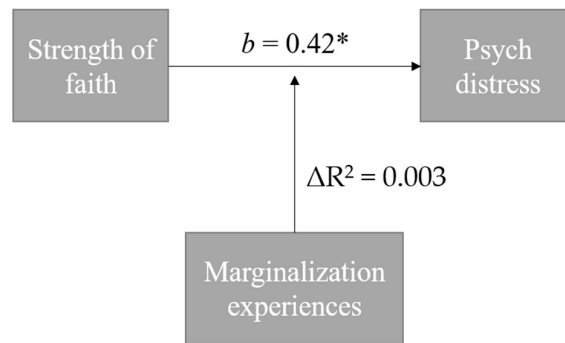 Strength of
faith
b = 0.42*
Psych
distress
ΔR² = 0.003
Marginalization
experiences